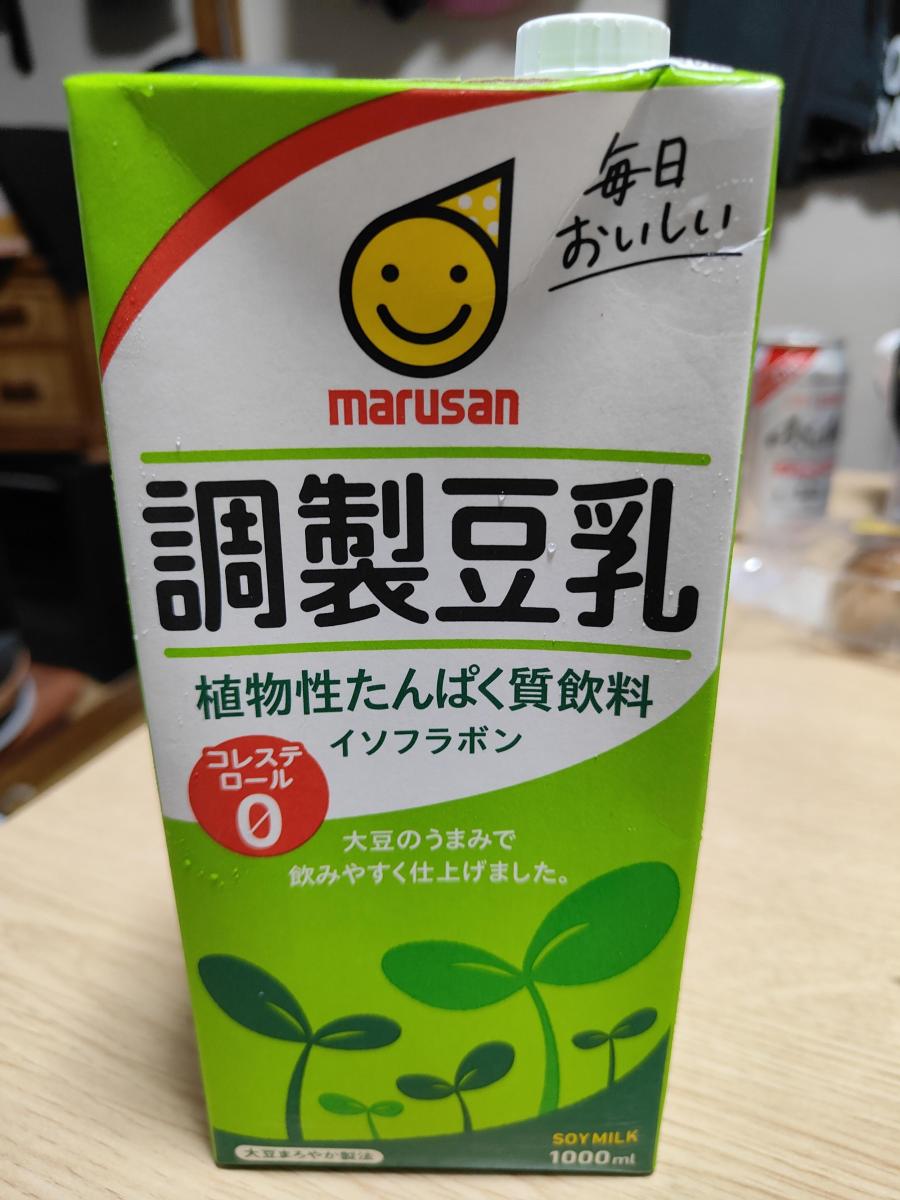 毎日
おいしい
marusan
調製豆乳
植物性たんぱく質飲料
イソフラボン
コレステ
ロール
0
大豆のうまみで
飲みやすく仕上げました。
SOYMILK
大豆まろやか製法
1000ml